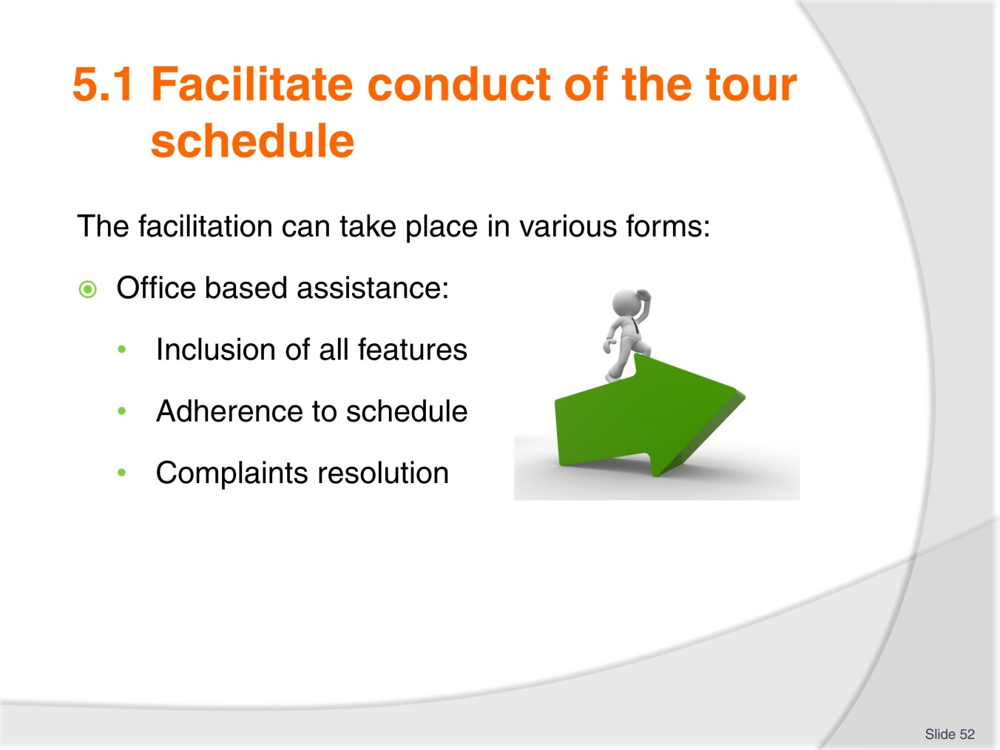 5.1 Facilitate conduct of the tour
schedule
The facilitation can take place in various forms:
Office based assistance:
• Inclusion of all features
• Adherence to schedule
• Complaints resolution
Slide 52